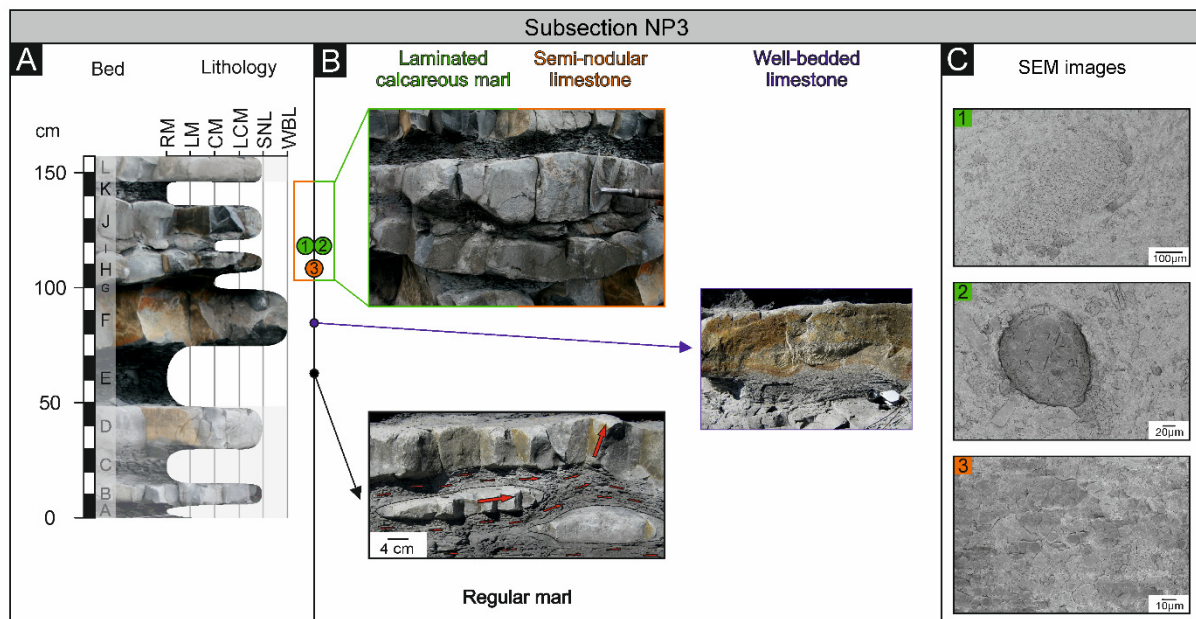 Subsection NP3
A
Bed
Lithology
cm
RM
LM
CM
LCM
SNL
WBL
150
100
50
0
L
K
J
I
H
G
F
E
D
C
B
A
B
Laminated
calcareous marl
Semi-nodular
limestone
Well-bedded
limestone
1
2
3
4 cm
Regular marl
C
SEM images
1
100µm
2
20µm
3
10µm